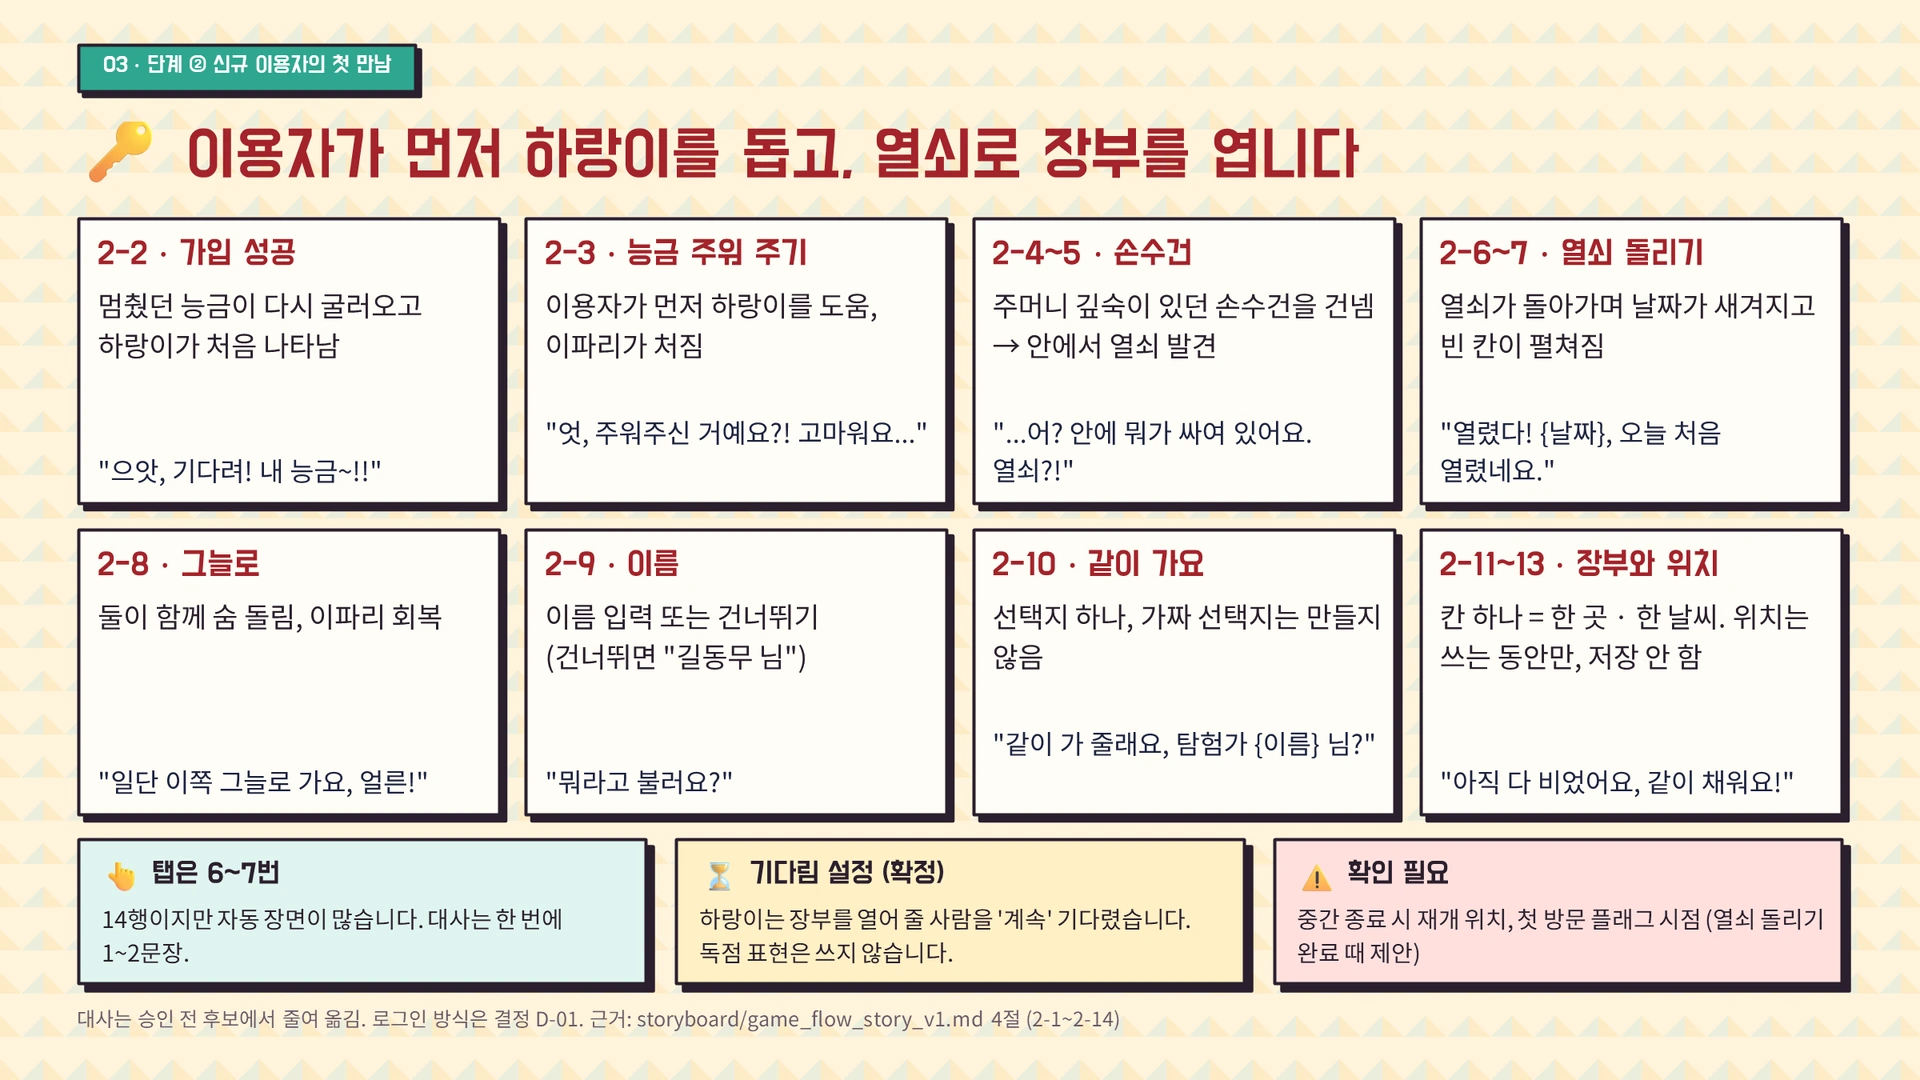 03 · 단계 ② 신규 이용자의 첫 만남
이용자가 먼저 하랑이를 돕고, 열쇠로 장부를 엽니다
2-2 · 가입 성공
멈췄던 능금이 다시 굴러오고
하랑이가 처음 나타남
"으앗, 기다려! 내 능금~!!"
2-3 · 능금 주워 주기
이용자가 먼저 하랑이를 도움,
이파리가 처짐
"엇, 주워주신 거예요?! 고마워요..."
2-4~5 · 손수건
주머니 깊숙이 있던 손수건을 건넴
→ 안에서 열쇠 발견
"...어? 안에 뭐가 싸여 있어요.
열쇠?!"
2-6~7 · 열쇠 돌리기
열쇠가 돌아가며 날짜가 새겨지고
빈 칸이 펼쳐짐
"열렸다! {날짜}, 오늘 처음
열렸네요."
2-8 · 그늘로
둘이 함께 숨 돌림, 이파리 회복
"일단 이쪽 그늘로 가요, 얼른!"
2-9 · 이름
이름 입력 또는 건너뛰기
(건너뛰면 "길동무 님")
"뭐라고 불러요?"
2-10 · 같이 가요
선택지 하나, 가짜 선택지는 만들지
않음
"같이 가 줄래요, 탐험가 {이름} 님?"
2-11~13 · 장부와 위치
칸 하나 = 한 곳 · 한 날씨. 위치는
쓰는 동안만, 저장 안 함
"아직 다 비었어요, 같이 채워요!"
탭은 6~7번
14행이지만 자동 장면이 많습니다. 대사는 한 번에
1~2문장.
기다림 설정 (확정)
하랑이는 장부를 열어 줄 사람을 '계속' 기다렸습니다.
독점 표현은 쓰지 않습니다.
확인 필요
중간 종료 시 재개 위치, 첫 방문 플래그 시점 (열쇠 돌리기
완료 때 제안)
대사는 승인 전 후보에서 줄여 옮김. 로그인 방식은 결정 D-01. 근거: storyboard/game_flow_story_v1.md 4절 (2-1~2-14)